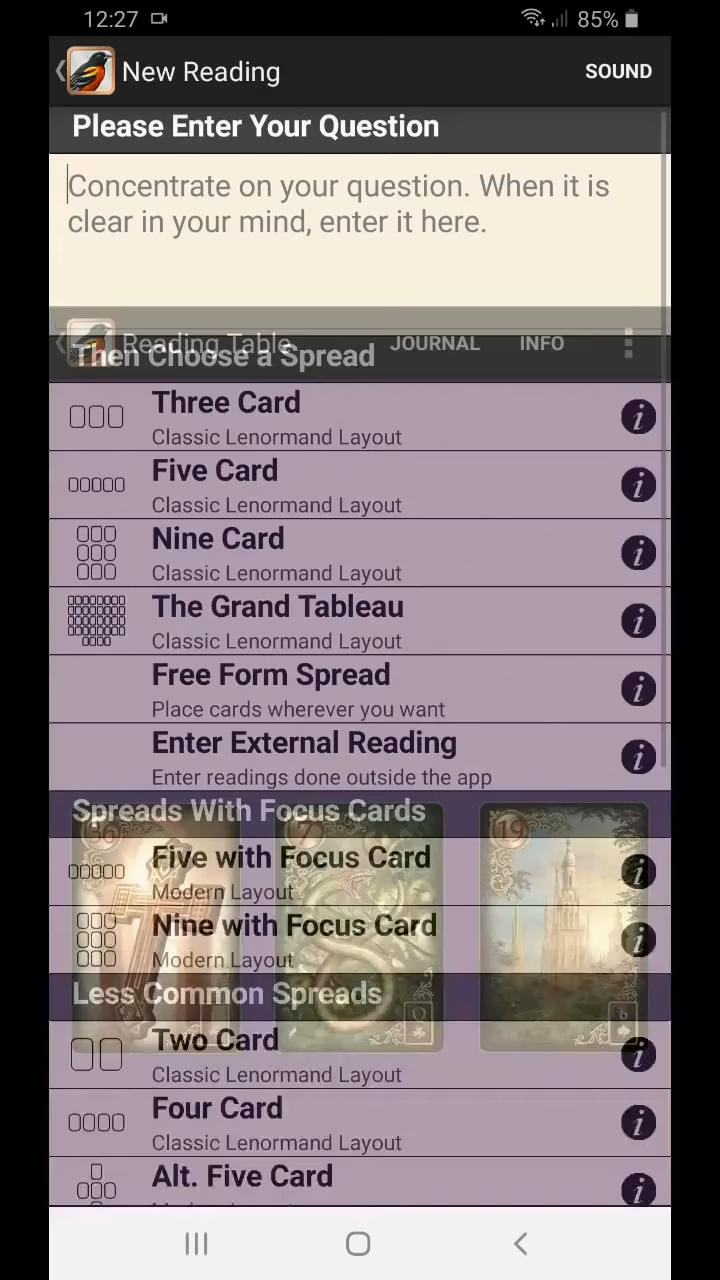 12:27
85%
New Reading
SOUND
Please Enter Your Question
Concentrate on your question. When it is
clear in your mind, enter it here.
Reading Table
JOURNAL
INFO
Then Choose a Spread
Three Card
Classic Lenormand Layout
Five Card
Classic Lenormand Layout
Nine Card
Classic Lenormand Layout
The Grand Tableau
Classic Lenormand Layout
Free Form Spread
Place cards wherever you want
Enter External Reading
Enter readings done outside the app
Spreads With Focus Cards
36
7
19
Five with Focus Card
Modern Layout
Nine with Focus Card
Modern Layout
Less Common Spreads
Q
6
Two Card
Classic Lenormand Layout
Four Card
Classic Lenormand Layout
Alt. Five Card